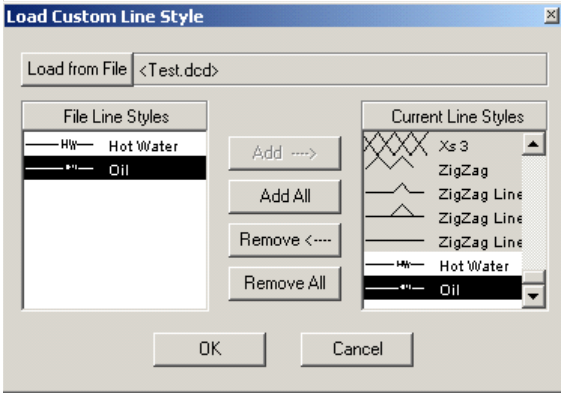 Load Custom Line Style
Load from File <Test.dcd>
File Line Styles
HW Hot Water
Oil
Add ---->
Add All
Remove <----
Remove All
Current Line Styles
Xs 3
ZigZag
ZigZag Line
ZigZag Line
ZigZag Line
HW Hot Water
Oil
OK
Cancel